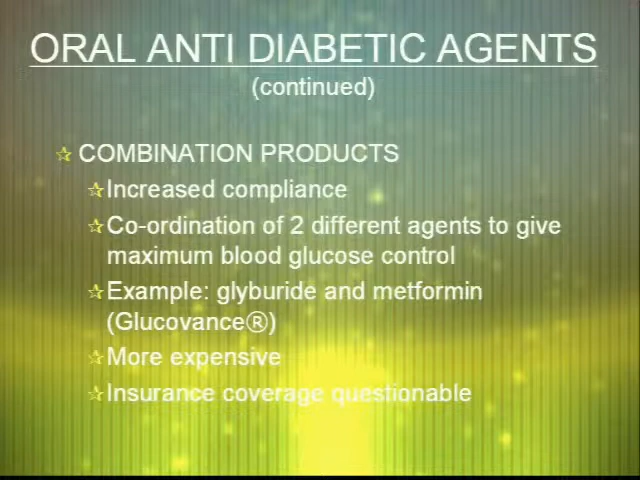 ORAL ANTI DIABETIC AGENTS
(continued)
COMBINATION PRODUCTS
Increased compliance
Co-ordination of 2 different agents to give
maximum blood glucose control
Example: glyburide and metformin
(Glucovance®)
More expensive
Insurance coverage questionable